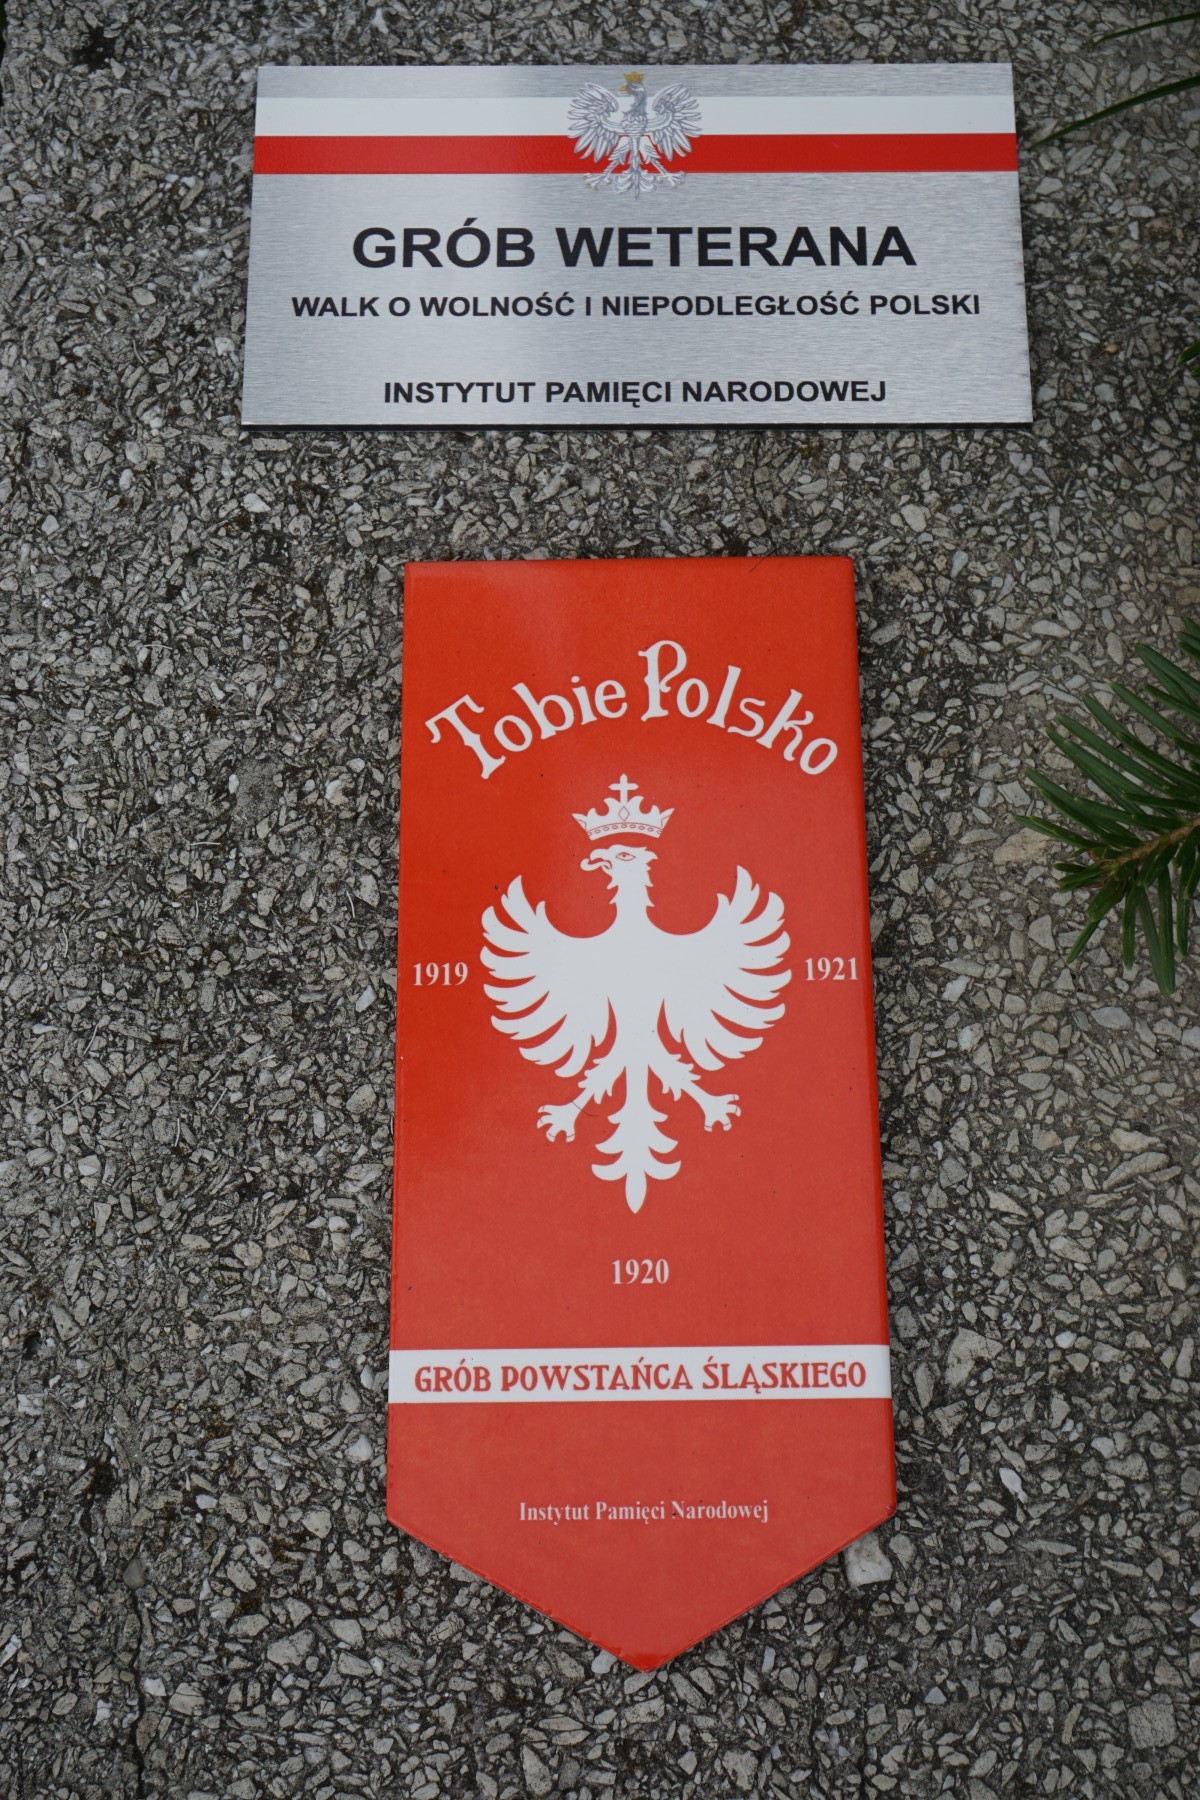 GRÓB WETERANA
WALK O WOLNOŚĆ I NIEPODLEGŁOŚĆ POLSKI
INSTYTUT PAMIĘCI NARODOWEJ
Tobie Polsko
1919
1921
1920
GRÓB POWSTAŃCA ŚLĄSKIEGO
Instytut Pamięci Narodowej